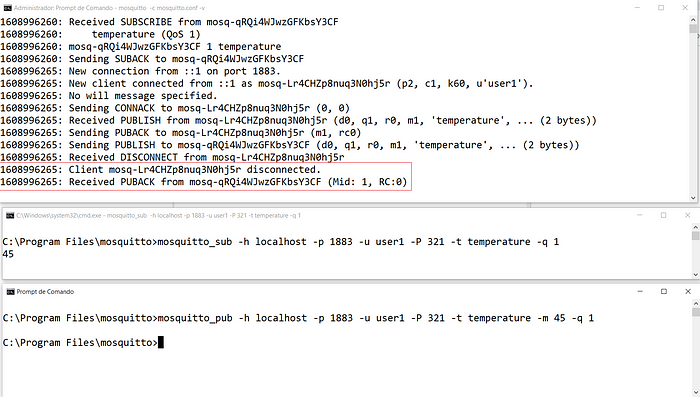 Administrador: Prompt de Comando - mosquitto -c mosquitto.conf -v
1608996260: Received SUBSCRIBE from mosq-qRQi4WJwzGFKbsY3CF
1608996260:     temperature (QoS 1)
1608996260: mosq-qRQi4WJwzGFKbsY3CF 1 temperature
1608996260: Sending SUBACK to mosq-qRQi4WJwzGFKbsY3CF
1608996265: New connection from ::1 on port 1883.
1608996265: New client connected from ::1 as mosq-Lr4CHZp8nuq3N0hj5r (p2, c1, k60, u'user1').
1608996265: No will message specified.
1608996265: Sending CONNACK to mosq-Lr4CHZp8nuq3N0hj5r (0, 0)
1608996265: Received PUBLISH from mosq-Lr4CHZp8nuq3N0hj5r (d0, q1, r0, m1, 'temperature', ... (2 bytes))
1608996265: Sending PUBACK to mosq-Lr4CHZp8nuq3N0hj5r (m1, rc0)
1608996265: Sending PUBLISH to mosq-qRQi4WJwzGFKbsY3CF (d0, q1, r0, m1, 'temperature', ... (2 bytes))
1608996265: Received DISCONNECT from mosq-Lr4CHZp8nuq3N0hj5r
1608996265: Client mosq-Lr4CHZp8nuq3N0hj5r disconnected.
1608996265: Received PUBACK from mosq-qRQi4WJwzGFKbsY3CF (Mid: 1, RC:0)
C:\Windows\system32\cmd.exe - mosquitto_sub -h localhost -p 1883 -u user1 -P 321 -t temperature -q 1
C:\Program Files\mosquitto>mosquitto_sub -h localhost -p 1883 -u user1 -P 321 -t temperature -q 1
45
Prompt de Comando
C:\Program Files\mosquitto>mosquitto_pub -h localhost -p 1883 -u user1 -P 321 -t temperature -m 45 -q 1
C:\Program Files\mosquitto>